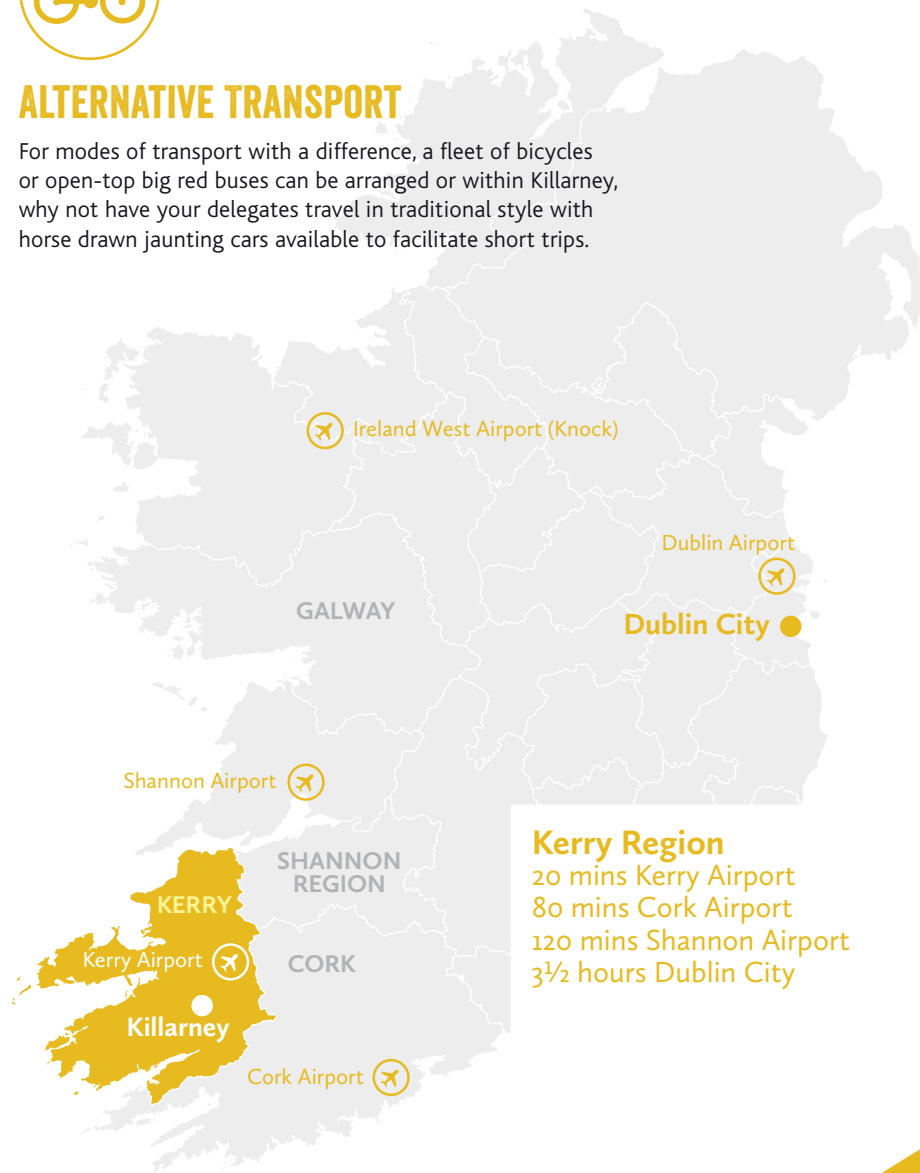 ALTERNATIVE TRANSPORT
For modes of transport with a difference, a fleet of bicycles
or open-top big red buses can be arranged or within Killarney,
why not have your delegates travel in traditional style with
horse drawn jaunting cars available to facilitate short trips.
Ireland West Airport (Knock)
Dublin Airport
GALWAY
Dublin City
Shannon Airport
SHANNON
REGION
KERRY
Kerry Airport
CORK
Killarney
Cork Airport
Kerry Region
20 mins Kerry Airport
80 mins Cork Airport
120 mins Shannon Airport
3½ hours Dublin City